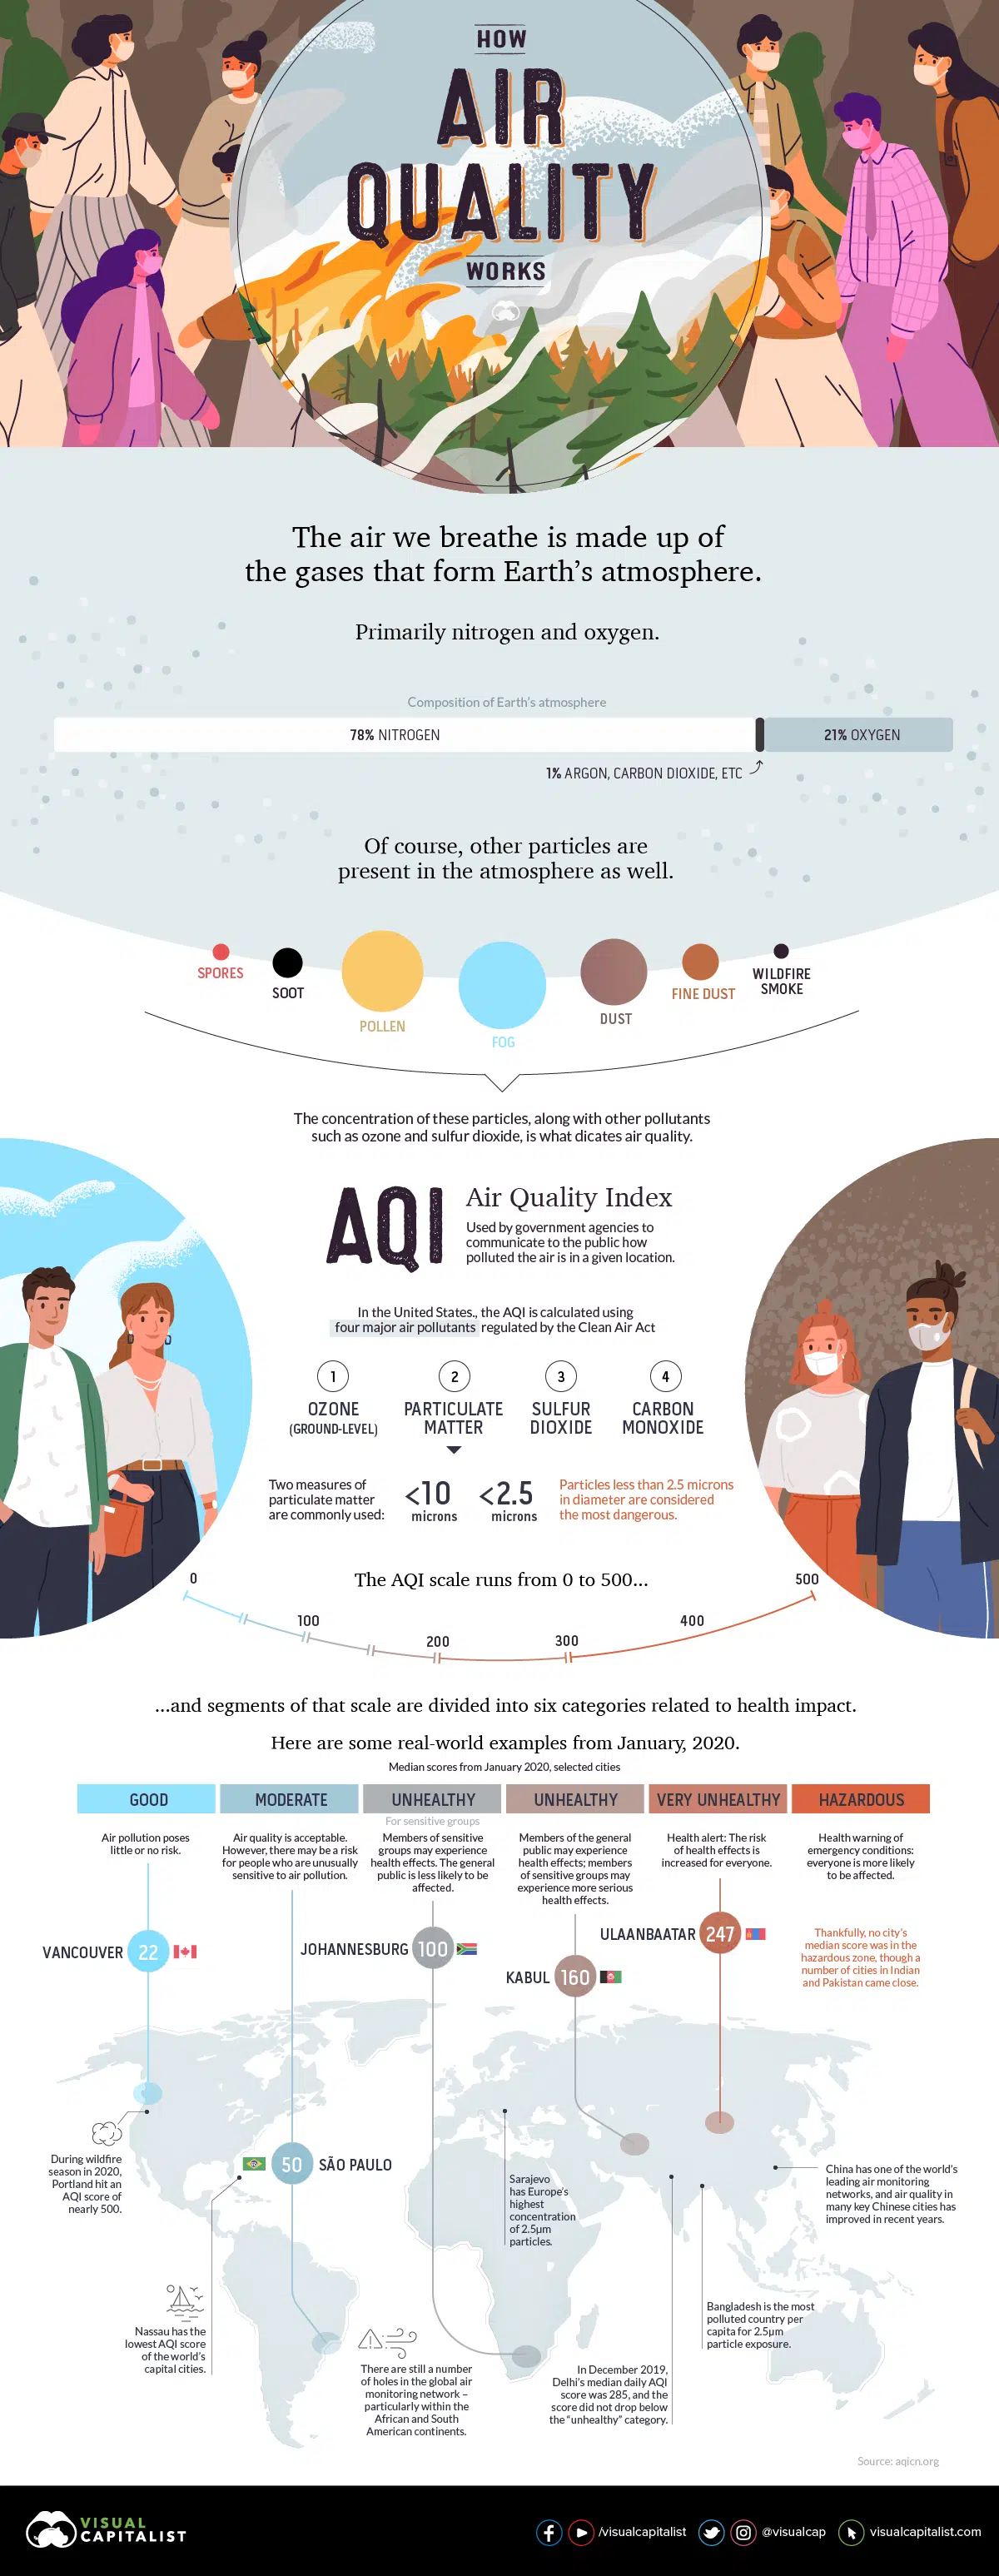 HOW
AIR
QUALITY
WORKS
The air we breathe is made up of
the gases that form Earth's atmosphere.
Primarily nitrogen and oxygen.
Composition of Earth's atmosphere
78% NITROGEN
21% OXYGEN
1% ARGON, CARBON DIOXIDE, ETC
Of course, other particles are
present in the atmosphere as well.
SPORES
SOOT
POLLEN
FOG
DUST
FINE DUST
WILDFIRE
SMOKE
The concentration of these particles, along with other pollutants
such as ozone and sulfur dioxide, is what dicates air quality.
AQI
Air Quality Index
Used by government agencies to
communicate to the public how
polluted the air is in a given location.
In the United States., the AQI is calculated using
four major air pollutants regulated by the Clean Air Act
1
OZONE
(GROUND-LEVEL)
2
PARTICULATE
MATTER
3
SULFUR
DIOXIDE
4
CARBON
MONOXIDE
Two measures of
particulate matter
are commonly used:
<10
microns
<2.5
microns
Particles less than 2.5 microns
in diameter are considered
the most dangerous.
The AQI scale runs from 0 to 500...
0
100
200
300
400
500
...and segments of that scale are divided into six categories related to health impact.
Here are some real-world examples from January, 2020.
Median scores from January 2020, selected cities
GOOD
Air pollution poses
little or no risk.
MODERATE
Air quality is acceptable.
However, there may be a risk
for people who are unusually
sensitive to air pollution.
UNHEALTHY
For sensitive groups
Members of sensitive
groups may experience
health effects. The general
public is less likely to be
affected.
UNHEALTHY
Members of the general
public may experience
health effects; members
of sensitive groups may
experience more serious
health effects.
VERY UNHEALTHY
Health alert: The risk
of health effects is
increased for everyone.
HAZARDOUS
Health warning of
emergency conditions:
everyone is more likely
to be affected.
VANCOUVER 22
JOHANNESBURG 100
KABUL 160
ULAANBAATAR 247
Thankfully, no city's
median score was in the
hazardous zone, though a
number of cities in Indian
and Pakistan came close.
50 SÃO PAULO
During wildfire
season in 2020,
Portland hit an
AQI score of
nearly 500.
Sarajevo
has Europe's
highest
concentration
of 2.5µm
particles.
China has one of the world's
leading air monitoring
networks, and air quality in
many key Chinese cities has
improved in recent years.
Nassau has the
lowest AQI score
of the world's
capital cities.
Bangladesh is the most
polluted country per
capita for 2.5µm
particle exposure.
There are still a number
of holes in the global air
monitoring network –
particularly within the
African and South
American continents.
In December 2019,
Delhi's median daily AQI
score was 285, and the
score did not drop below
the "unhealthy" category.
Source: aqicn.org
VISUAL
CAPITALIST
/visualcapitalist
@visualcap
visualcapitalist.com